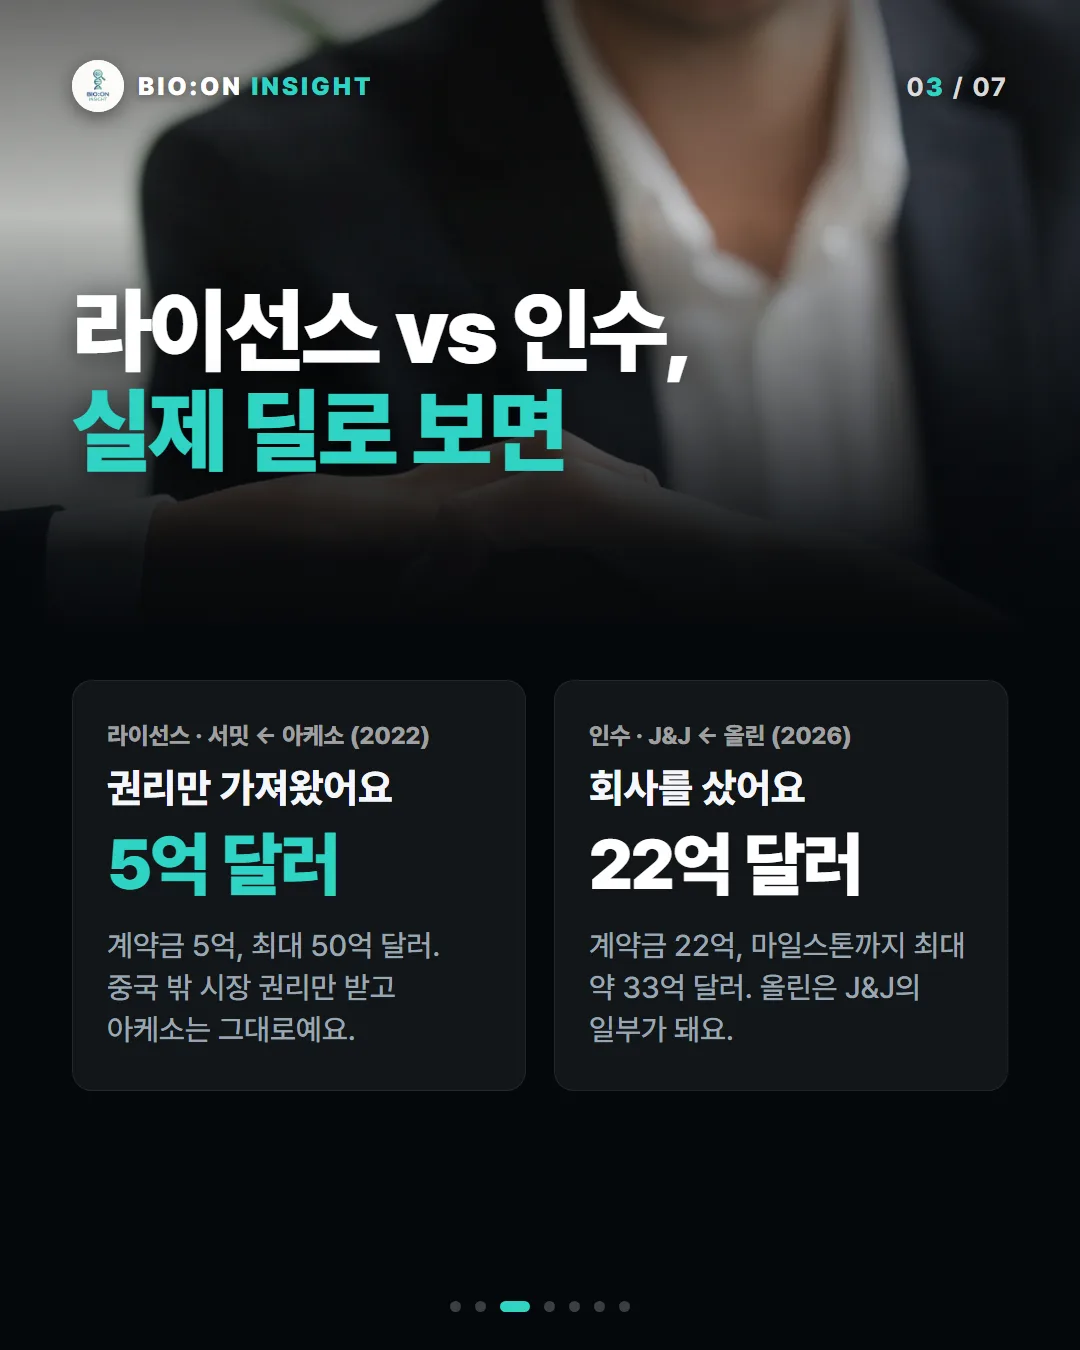 BIO:ON INSIGHT
BIO:ON
INSIGHT
03 / 07
라이선스 vs 인수,
실제 딜로 보면
라이선스 · 서밋 ← 아케소 (2022)
권리만 가져왔어요
5억 달러
계약금 5억, 최대 50억 달러.
중국 밖 시장 권리만 받고
아케소는 그대로예요.
인수 · J&J ← 올린 (2026)
회사를 샀어요
22억 달러
계약금 22억, 마일스톤까지 최대
약 33억 달러. 올린은 J&J의
일부가 돼요.